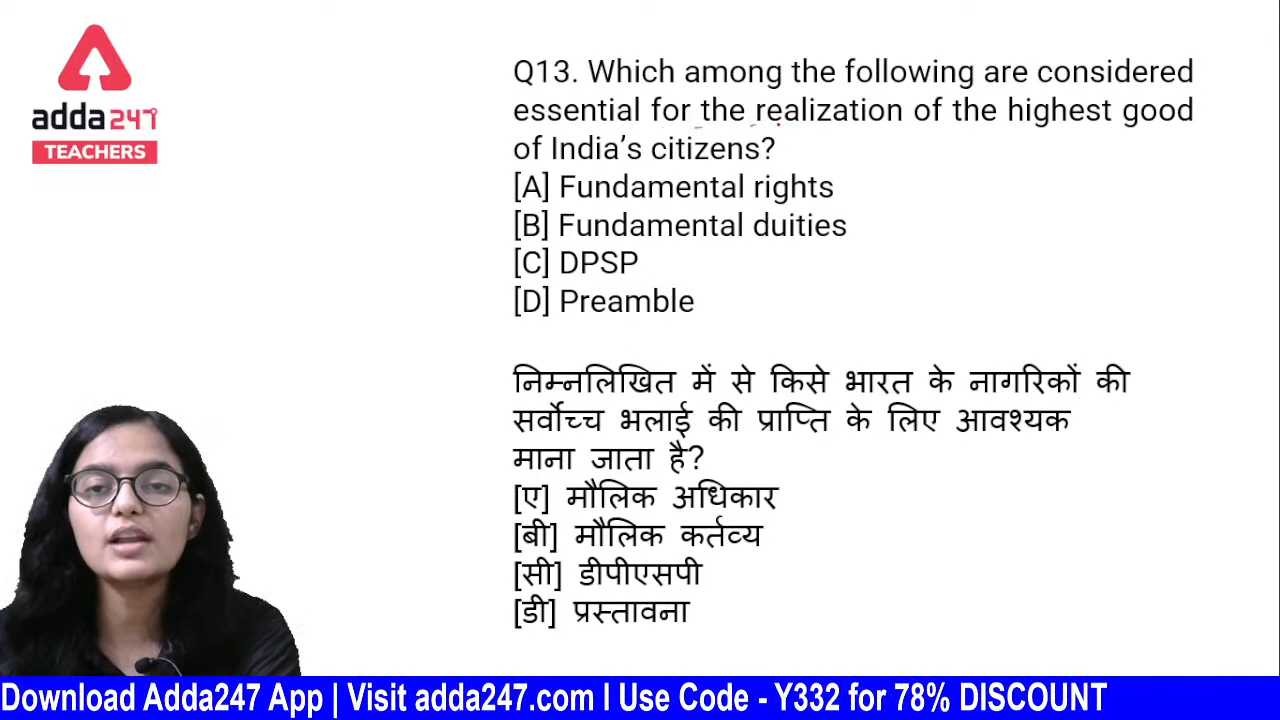 adda247
TEACHERS
Q13. Which among the following are considered
essential for the realization of the highest good
of India's citizens?
[A] Fundamental rights
[B] Fundamental duities
[C] DPSP
[D] Preamble
निम्नलिखित में से किसे भारत के नागरिकों की
सर्वोच्च भलाई की प्राप्ति के लिए आवश्यक
माना जाता है?
[ए] मौलिक अधिकार
[बी] मौलिक कर्तव्य
[सी] डीपीएसपी
[डी] प्रस्तावना
Download Adda247 App | Visit adda247.com I Use Code - Y332 for 78% DISCOUNT